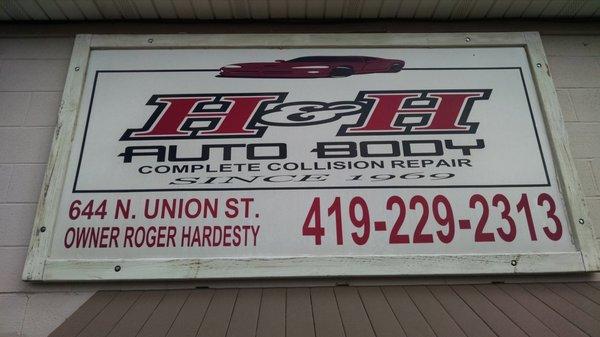 H&H
AUTO BODY
COMPLETE COLLISION REPAIR
SINCE 1969
644 N. UNION ST.
OWNER ROGER HARDESTY
419-229-2313